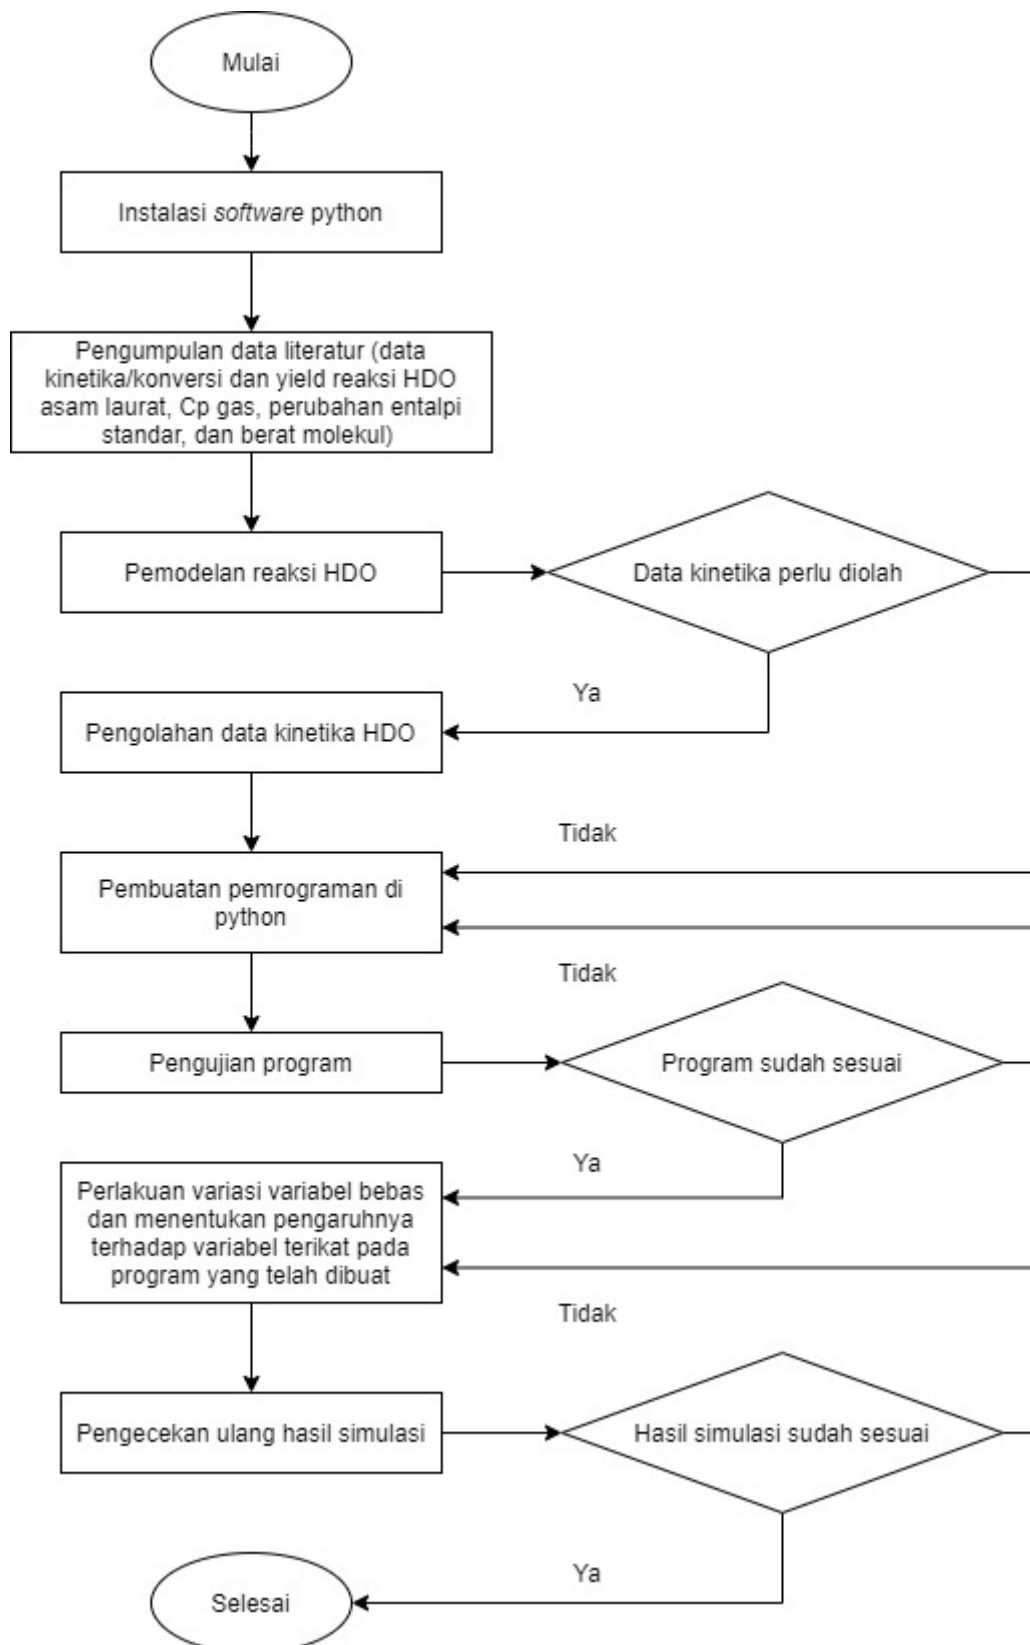 Mulai
Instalasi software python
Pengumpulan data literatur (data
kinetika/konversi dan yield reaksi HDO
asam laurat, Cp gas, perubahan entalpi
standar, dan berat molekul)
Pemodelan reaksi HDO
Data kinetika perlu diolah
Ya
Pengolahan data kinetika HDO
Tidak
Pembuatan pemrograman di
python
Tidak
Pengujian program
Program sudah sesuai
Ya
Perlakuan variasi variabel bebas
dan menentukan pengaruhnya
terhadap variabel terikat pada
program yang telah dibuat
Tidak
Pengecekan ulang hasil simulasi
Hasil simulasi sudah sesuai
Ya
Selesai